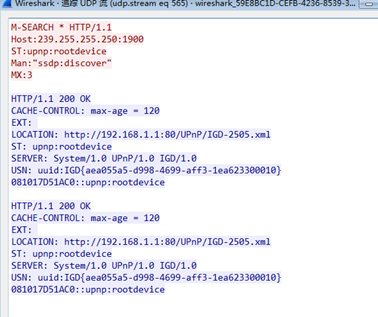 Wireshark · 追踪 UDP 流 (udp.stream eq 565) · wireshark_59E8BC1D-CEFB-4236-8539-3...
M-SEARCH * HTTP/1.1
Host:239.255.255.250:1900
ST:upnp:rootdevice
Man:"ssdp:discover"
MX:3
HTTP/1.1 200 OK
CACHE-CONTROL: max-age = 120
EXT:
LOCATION: http://192.168.1.1:80/UPnP/IGD-2505.xml
ST: upnp:rootdevice
SERVER: System/1.0 UPnP/1.0 IGD/1.0
USN: uuid:IGD{aea055a5-d998-4699-aff3-1ea623300010}
081017D51AC0::upnp:rootdevice
HTTP/1.1 200 OK
CACHE-CONTROL: max-age = 120
EXT:
LOCATION: http://192.168.1.1:80/UPnP/IGD-2505.xml
ST: upnp:rootdevice
SERVER: System/1.0 UPnP/1.0 IGD/1.0
USN: uuid:IGD{aea055a5-d998-4699-aff3-1ea623300010}
081017D51AC0::upnp:rootdevice